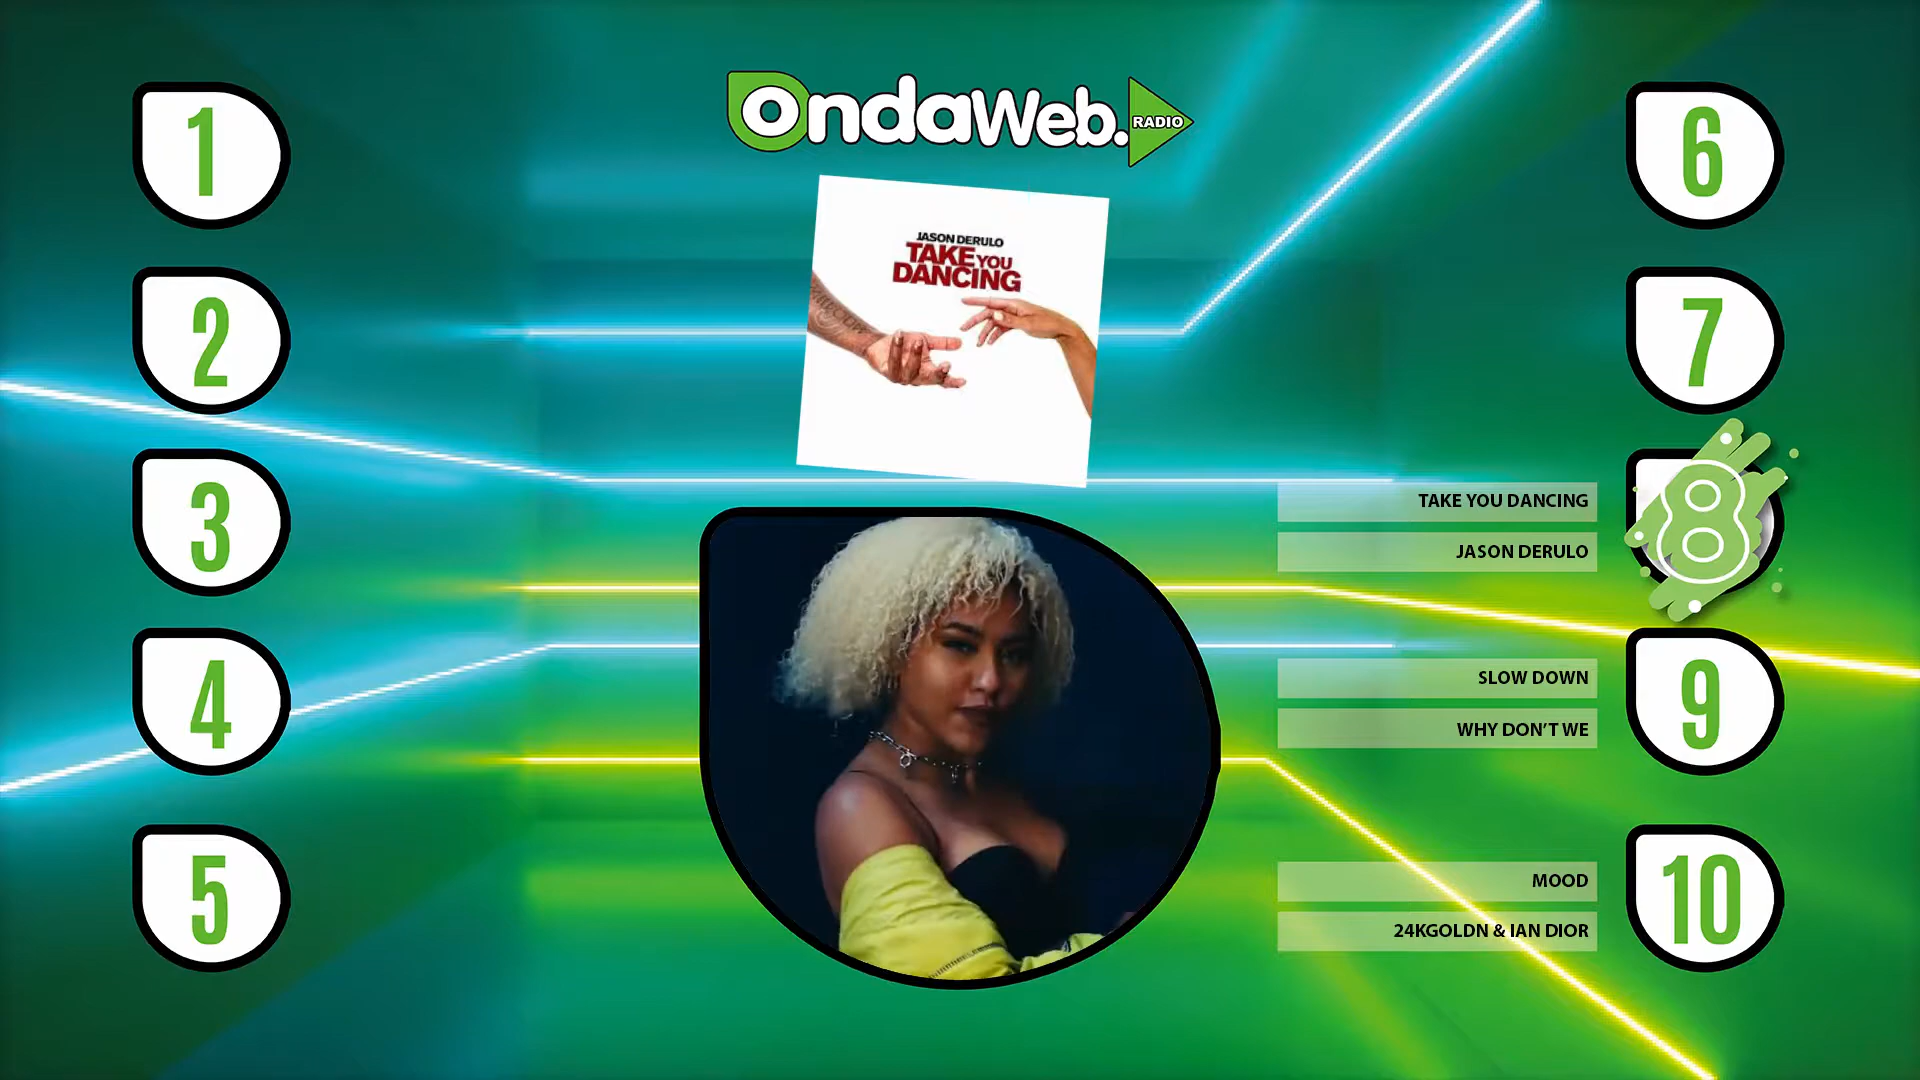 OndaWeb.
RADIO
JASON DERULO
TAKE YOU
DANCING
1
2
3
4
5
6
7
8
TAKE YOU DANCING
JASON DERULO
9
SLOW DOWN
WHY DON'T WE
10
MOOD
24KGOLDN & IAN DIOR